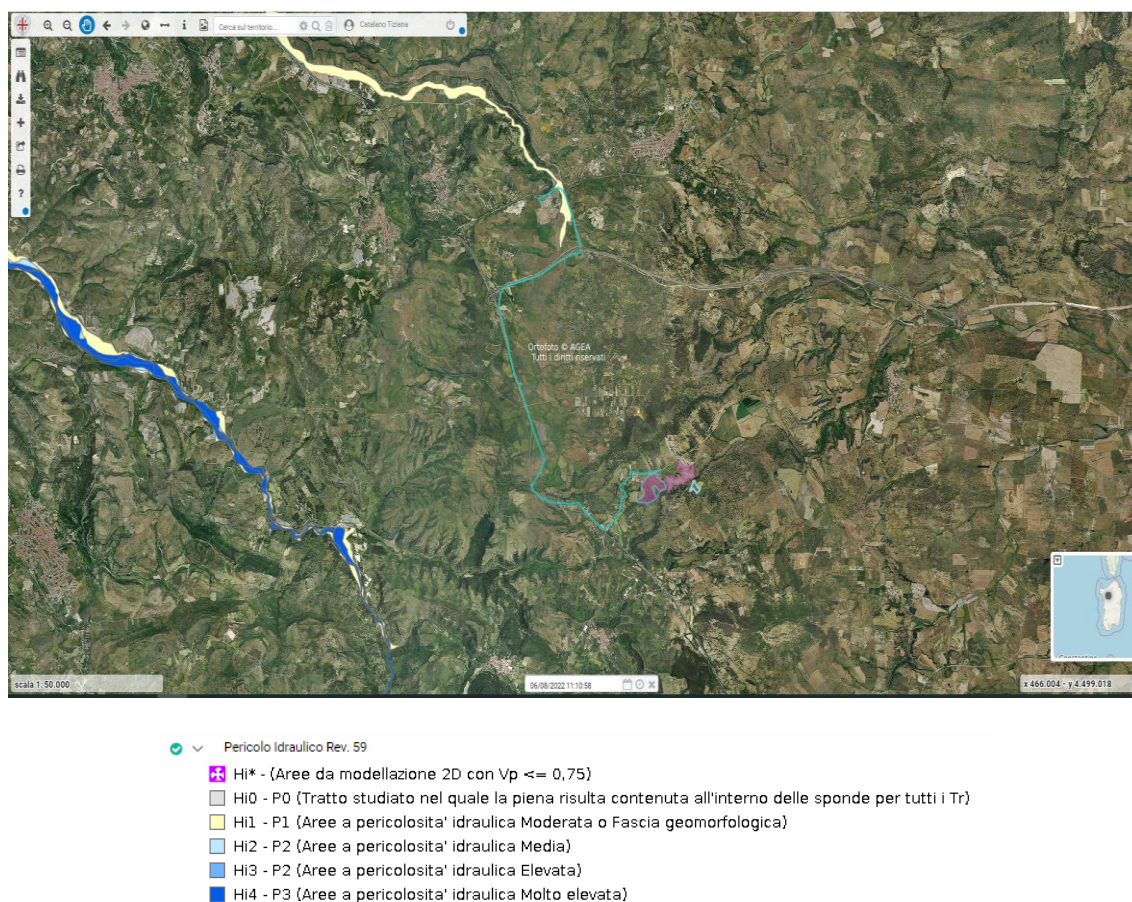 Cerca sul territorio...
Catalano Tiziana
Ortofoto © AGEA
Tutti i diritti riservati
scala 1: 50.000
06/08/2022 11:10:58
x 466.004 - y 4.499.018
Pericolo Idraulico Rev. 59
Hi* - (Aree da modellazione 2D con Vp <= 0,75)
Hi0 - P0 (Tratto studiato nel quale la piena risulta contenuta all'interno delle sponde per tutti i Tr)
Hi1 - P1 (Aree a pericolosita' idraulica Moderata o Fascia geomorfologica)
Hi2 - P2 (Aree a pericolosita' idraulica Media)
Hi3 - P2 (Aree a pericolosita' idraulica Elevata)
Hi4 - P3 (Aree a pericolosita' idraulica Molto elevata)